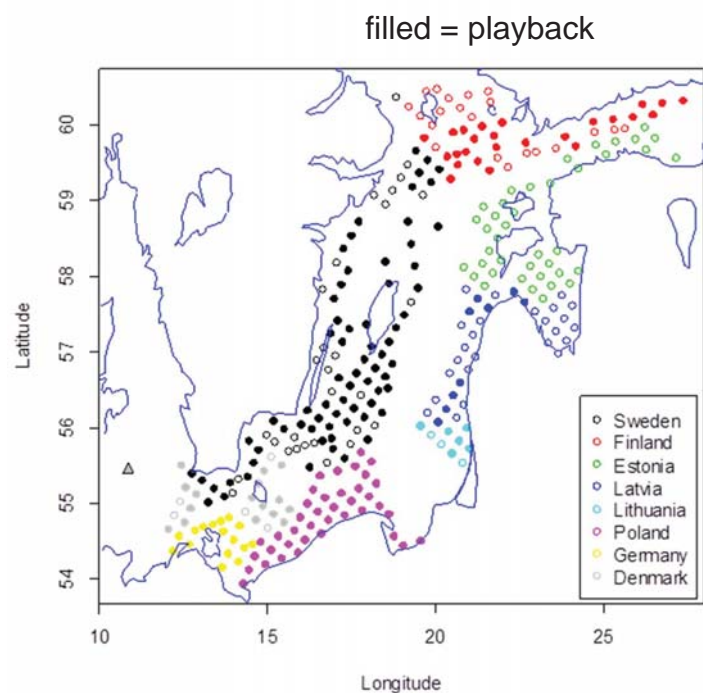 filled = playback
60
59
58
57
56
55
54
Latitude
Sweden
Finland
Estonia
Latvia
Lithuania
Poland
Germany
Denmark
10 15 20 25
Longitude